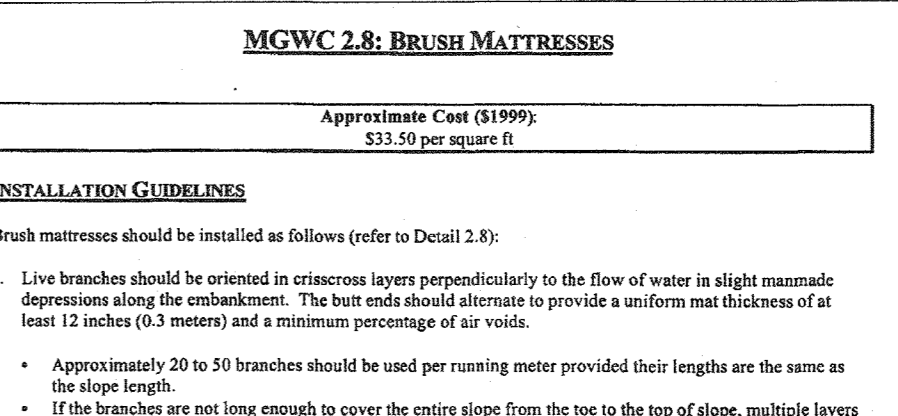 MGWC 2.8: BRUSH MATTRESSES
Approximate Cost ($1999):
$33.50 per square ft
NSTALLATION GUIDELINES
Brush mattresses should be installed as follows (refer to Detail 2.8):
. Live branches should be oriented in crisscross layers perpendicularly to the flow of water in slight manmade
depressions along the embankment. The butt ends should alternate to provide a uniform mat thickness of at
least 12 inches (0.3 meters) and a minimum percentage of air voids.
• Approximately 20 to 50 branches should be used per running meter provided their lengths are the same as
the slope length.
• If the branches are not long enough to cover the entire slope from the toe to the top of slope, multiple layers